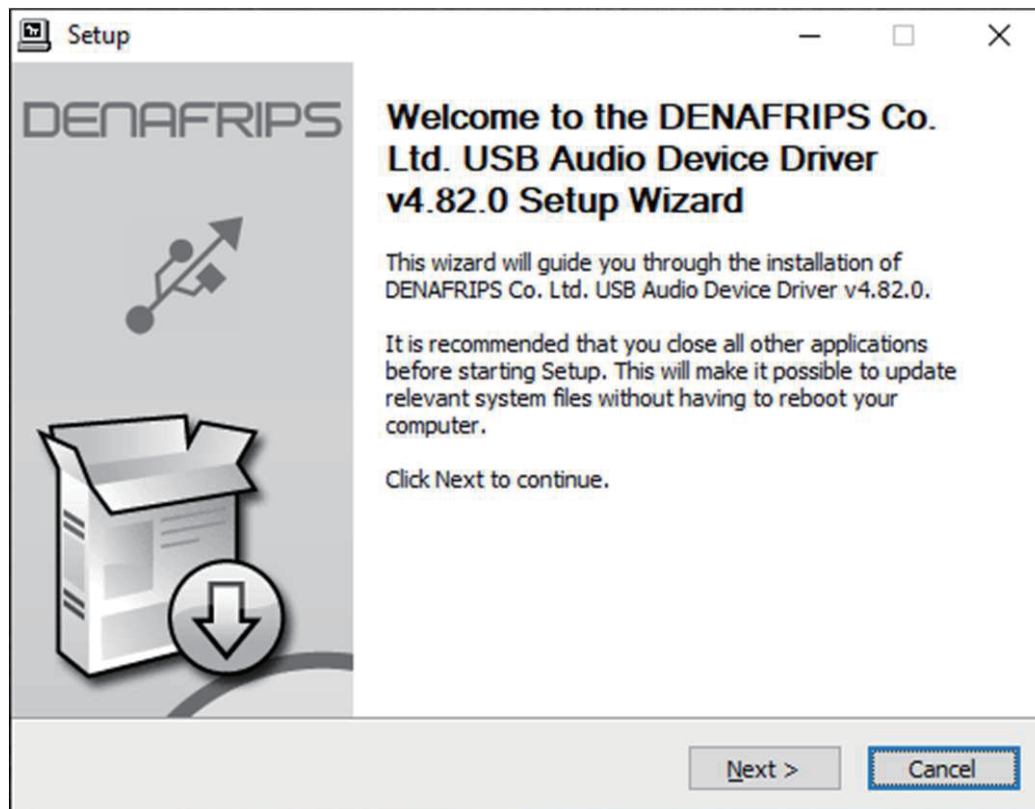 Setup
DENAFRIPS
Welcome to the DENAFRIPS Co.
Ltd. USB Audio Device Driver
v4.82.0 Setup Wizard
This wizard will guide you through the installation of
DENAFRIPS Co. Ltd. USB Audio Device Driver v4.82.0.
It is recommended that you close all other applications
before starting Setup. This will make it possible to update
relevant system files without having to reboot your
computer.
Click Next to continue.
Next >
Cancel